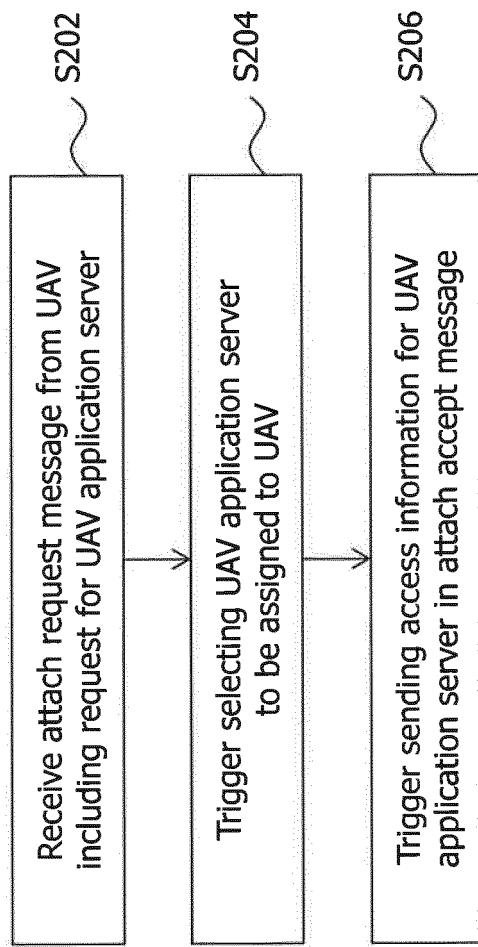 Receive attach request message from UAV
including request for UAV application server
S202
Trigger selecting UAV application server
to be assigned to UAV
S204
Trigger sending access information for UAV
application server in attach accept message
S206